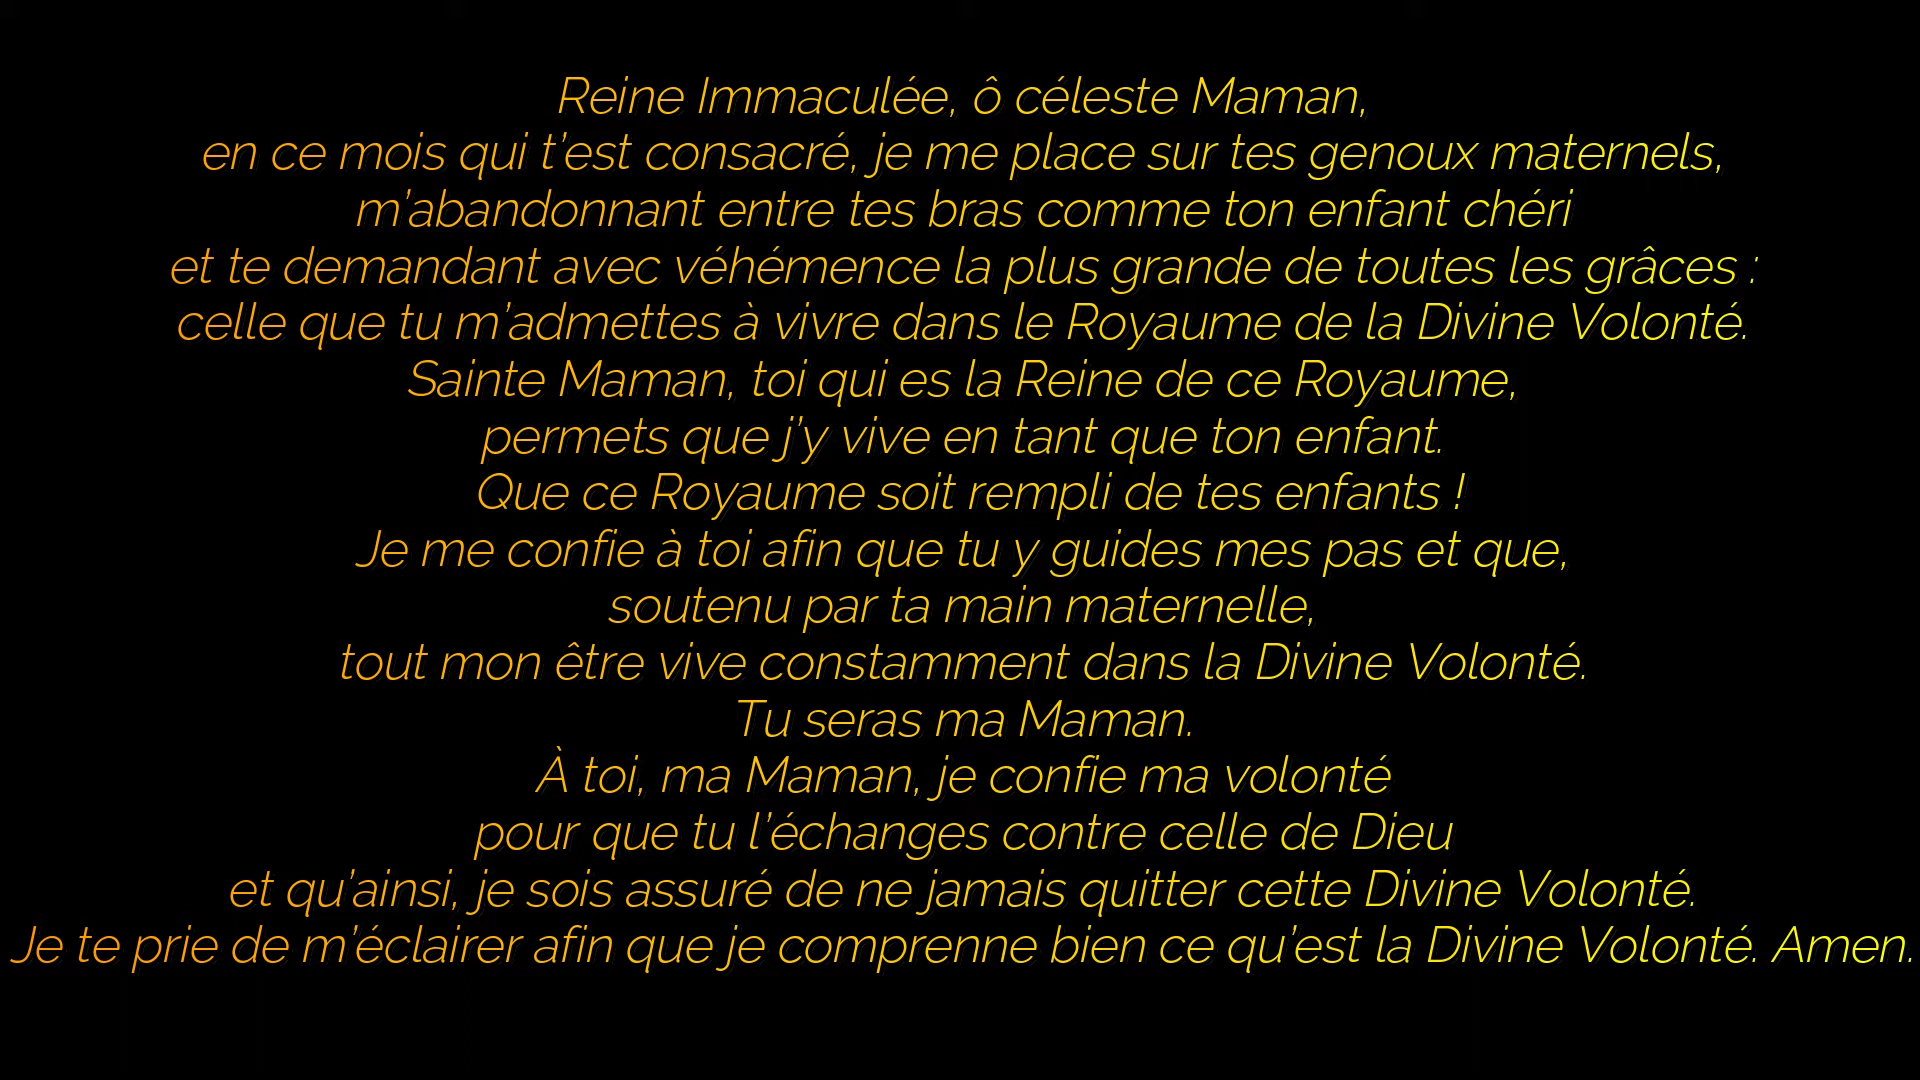 Reine Immaculée, ô céleste Maman,
en ce mois qui t’est consacré, je me place sur tes genoux maternels,
m’abandonnant entre tes bras comme ton enfant chéri
et te demandant avec véhémence la plus grande de toutes les grâces :
celle que tu m’admettes à vivre dans le Royaume de la Divine Volonté.
Sainte Maman, toi qui es la Reine de ce Royaume,
permets que j’y vive en tant que ton enfant.
Que ce Royaume soit rempli de tes enfants !
Je me confie à toi afin que tu y guides mes pas et que,
soutenu par ta main maternelle,
tout mon être vive constamment dans la Divine Volonté.
Tu seras ma Maman.
À toi, ma Maman, je confie ma volonté
pour que tu l’échanges contre celle de Dieu
et qu’ainsi, je sois assuré de ne jamais quitter cette Divine Volonté.
Je te prie de m’éclairer afin que je comprenne bien ce qu’est la Divine Volonté. Amen.